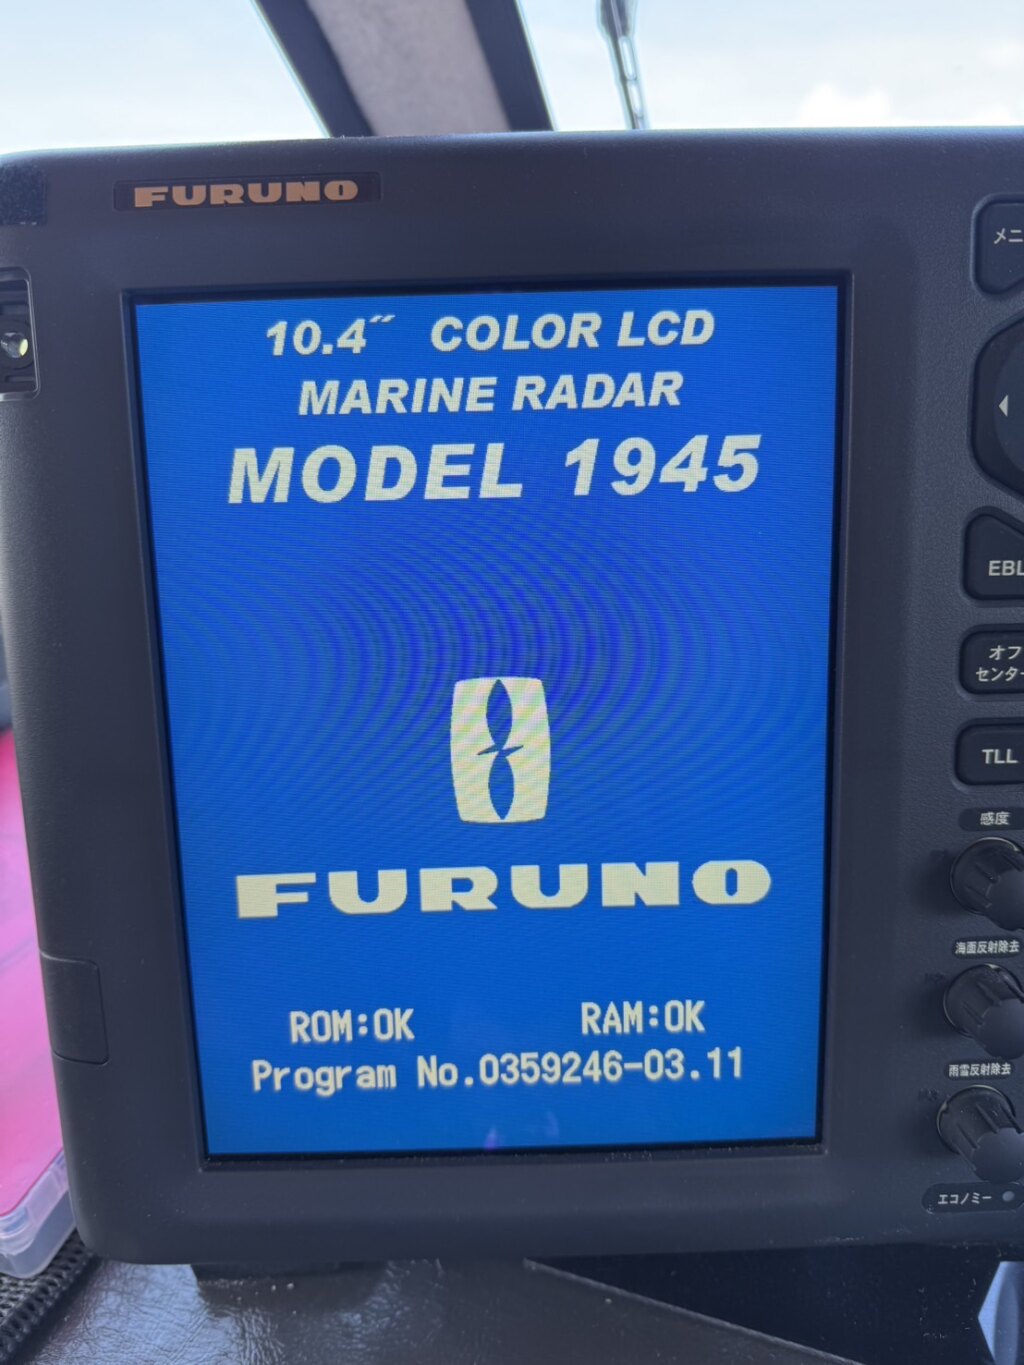 FURUNO
10.4″ COLOR LCD
MARINE RADAR
MODEL 1945
FURUNO
ROM:OK RAM:OK
Program No.0359246-03.11
EBL
オフ
センター
TLL
感度
海面反射除去
雨雪反射除去
エコノミー